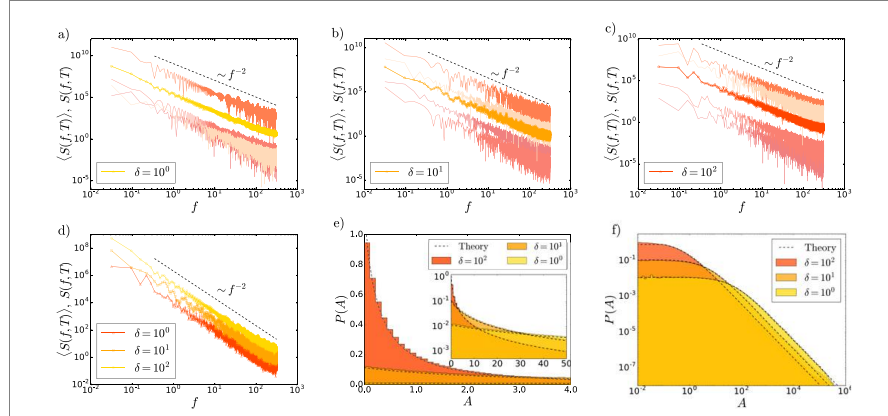 a)
⟨S(f,T)⟩, S(f,T)
10^10
10^5
10^0
10^-5
∼ f^-2
δ = 10^0
10^-2
10^-1
10^0
10^1
10^2
10^3
f
b)
⟨S(f,T)⟩, S(f,T)
10^10
10^5
10^0
10^-5
∼ f^-2
δ = 10^1
10^-2
10^-1
10^0
10^1
10^2
10^3
f
c)
⟨S(f,T)⟩, S(f,T)
10^10
10^5
10^0
10^-5
∼ f^-2
δ = 10^2
10^-2
10^-1
10^0
10^1
10^2
10^3
f
d)
⟨S(f,T)⟩, S(f,T)
10^8
10^6
10^4
10^2
10^0
10^-2
∼ f^-2
δ = 10^0
δ = 10^1
δ = 10^2
10^-2
10^-1
10^0
10^1
10^2
10^3
f
e)
P(A)
1.0
0.8
0.6
0.4
0.2
0.0
Theory
δ = 10^2
δ = 10^1
δ = 10^0
10^0
10^-1
10^-2
10^-3
0 10 20 30 40 50
0.0 1.0 2.0 3.0 4.0
A
f)
P(A)
10^-1
10^-3
10^-5
10^-7
Theory
δ = 10^2
δ = 10^1
δ = 10^0
10^-2
10^0
10^2
10^4
10^6
A